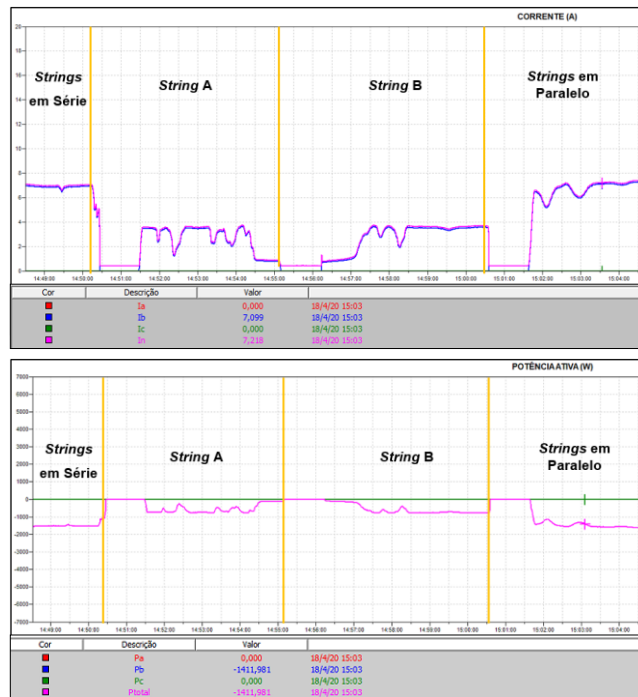 CORRENTE (A)
20
18
16
14
12
10
8
6
4
2
0
Strings
em Série
String A
String B
Strings em
Paralelo
14:49:00 14:50:00 14:51:00 14:52:00 14:53:00 14:54:00 14:55:00 14:56:00 14:57:00 14:58:00 14:59:00 15:00:00 15:01:00 15:02:00 15:03:00 15:04:00
Cor Descrição Valor
Ia 0,000 18/4/20 15:03
Ib 7,099 18/4/20 15:03
Ic 0,000 18/4/20 15:03
In 7,218 18/4/20 15:03
POTÊNCIA ATIVA (W)
7000
6000
5000
4000
3000
2000
1000
0
-1000
-2000
-3000
-4000
-5000
-6000
-7000
Strings
em Série
String A
String B
Strings em
Paralelo
14:49:00 14:50:00 14:51:00 14:52:00 14:53:00 14:54:00 14:55:00 14:56:00 14:57:00 14:58:00 14:59:00 15:00:00 15:01:00 15:02:00 15:03:00 15:04:00
Cor Descrição Valor
Pa 0,000 18/4/20 15:03
Pb -1411,981 18/4/20 15:03
Pc 0,000 18/4/20 15:03
Ptotal -1411,981 18/4/20 15:03